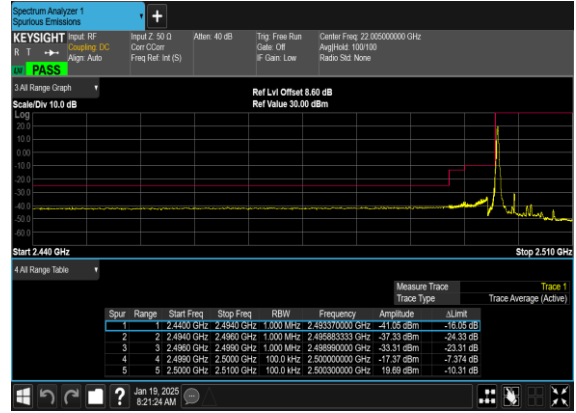 Spectrum Analyzer 1
Spurious Emissions
KEYSIGHT Input: RF Input Z: 50 Ω Atten: 40 dB Trig: Free Run Center Freq: 22.005000000 GHz
R T Coupling: DC Corr CCorr Gate: Off Avg|Hold: 100/100
Align: Auto Freq Ref: Int (S) IF Gain: Low Radio Std: None
PASS
3 All Range Graph
Ref Lvl Offset 8.60 dB
Scale/Div 10.0 dB Ref Value 30.00 dBm
Log
20.0
10.0
0.00
-10.0
-20.0
-30.0
-40.0
-50.0
-60.0
Start 2.440 GHz Stop 2.510 GHz
4 All Range Table
Measure Trace Trace 1
Trace Type Trace Average (Active)
Spur Range Start Freq Stop Freq RBW Frequency Amplitude ΔLimit
1 1 2.4400 GHz 2.4940 GHz 1.000 MHz 2.493370000 GHz -41.05 dBm -16.05 dB
2 2 2.4940 GHz 2.4960 GHz 1.000 MHz 2.495883333 GHz -37.33 dBm -24.33 dB
3 3 2.4960 GHz 2.4990 GHz 1.000 MHz 2.498990000 GHz -33.31 dBm -23.31 dB
4 4 2.4990 GHz 2.5000 GHz 100.0 kHz 2.500000000 GHz -17.37 dBm -7.374 dB
5 5 2.5000 GHz 2.5100 GHz 100.0 kHz 2.500300000 GHz 19.69 dBm -10.31 dB
Jan 19, 2025
8:21:24 AM